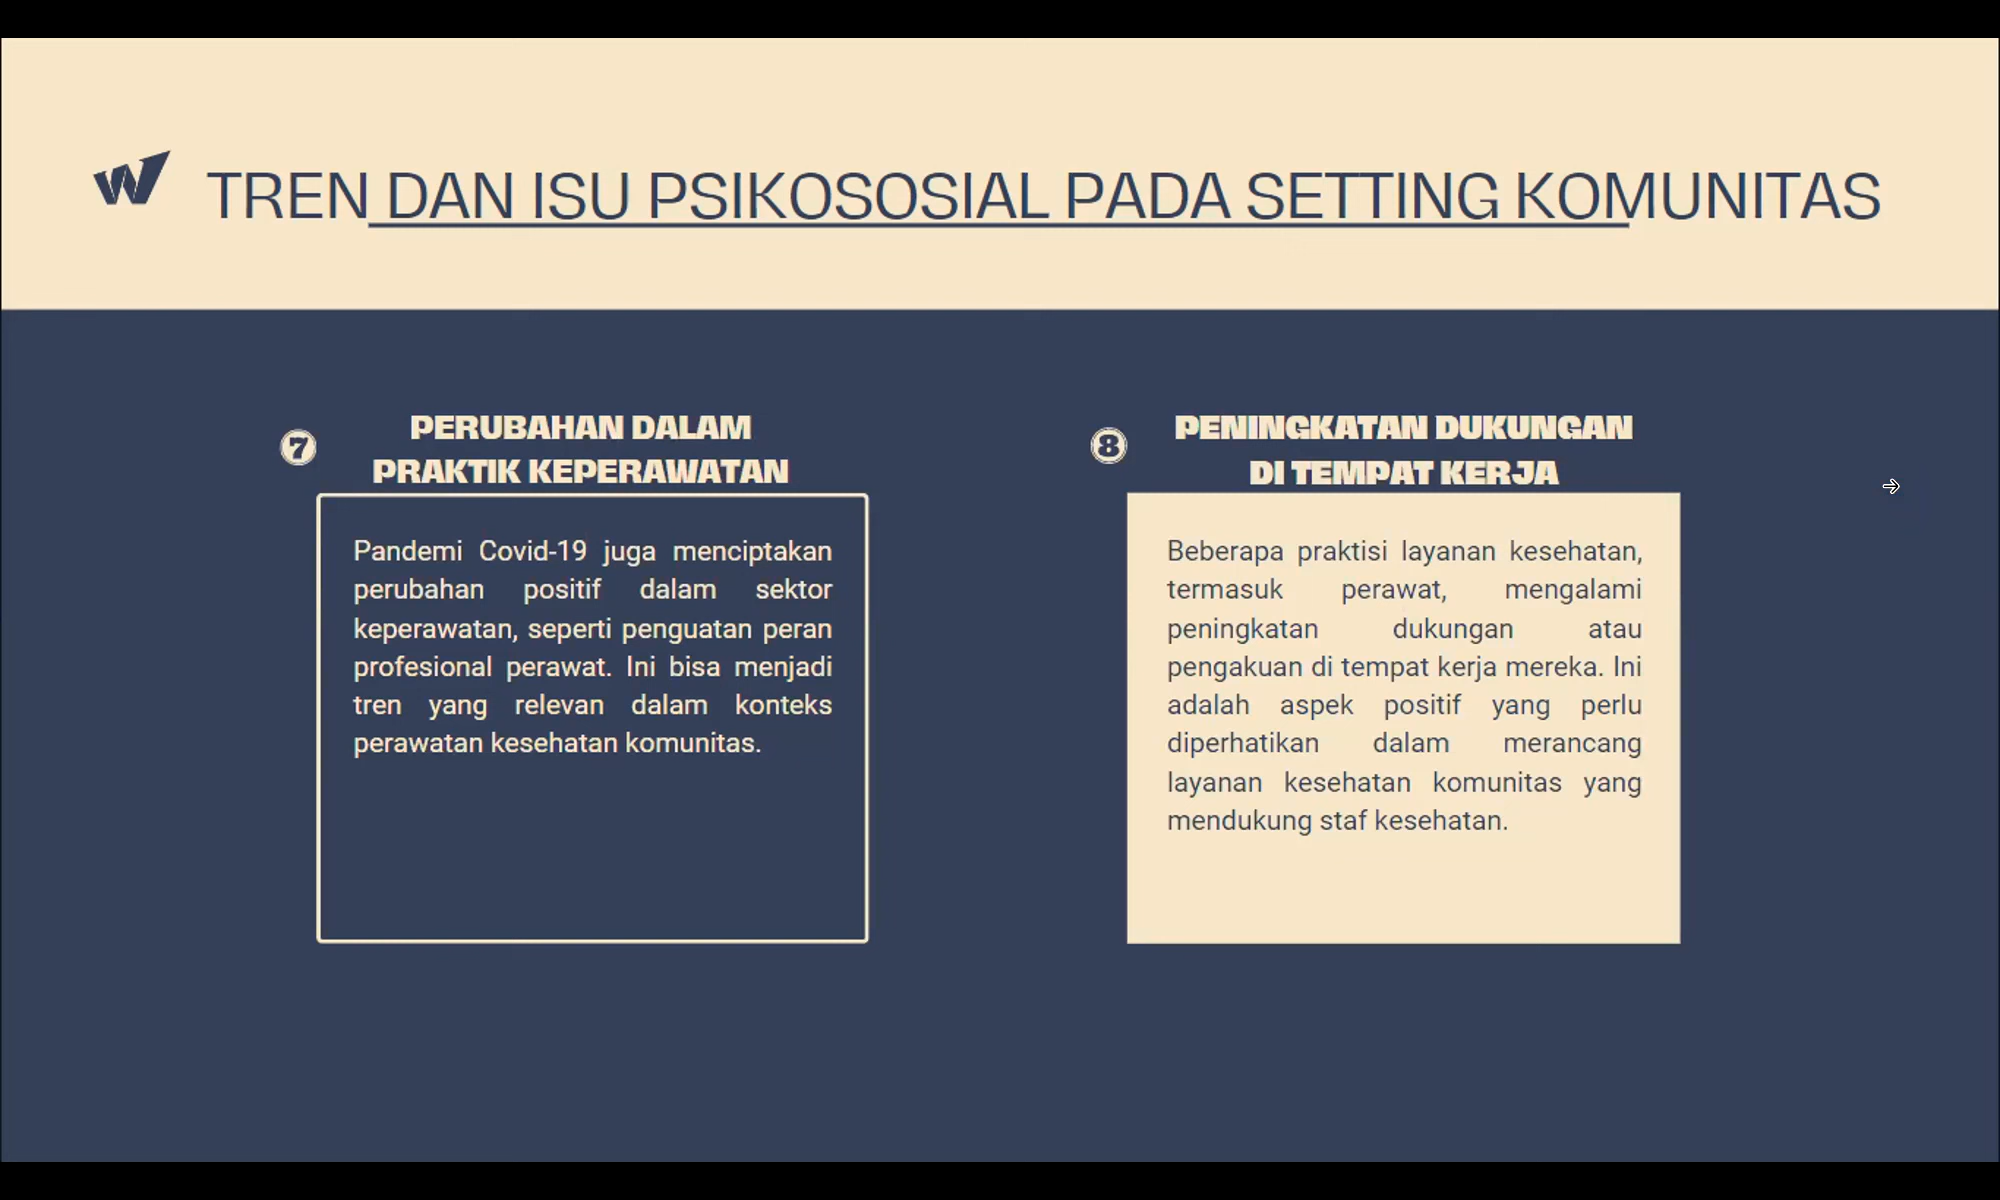 W
TREN DAN ISU PSIKOSOSIAL PADA SETTING KOMUNITAS
7
PERUBAHAN DALAM
PRAKTIK KEPERAWATAN
Pandemi Covid-19 juga menciptakan
perubahan positif dalam sektor
keperawatan, seperti penguatan peran
profesional perawat. Ini bisa menjadi
tren yang relevan dalam konteks
perawatan kesehatan komunitas.
8
PENINGKATAN DUKUNGAN
DI TEMPAT KERJA
Beberapa praktisi layanan kesehatan,
termasuk perawat, mengalami
peningkatan dukungan atau
pengakuan di tempat kerja mereka. Ini
adalah aspek positif yang perlu
diperhatikan dalam merancang
layanan kesehatan komunitas yang
mendukung staf kesehatan.